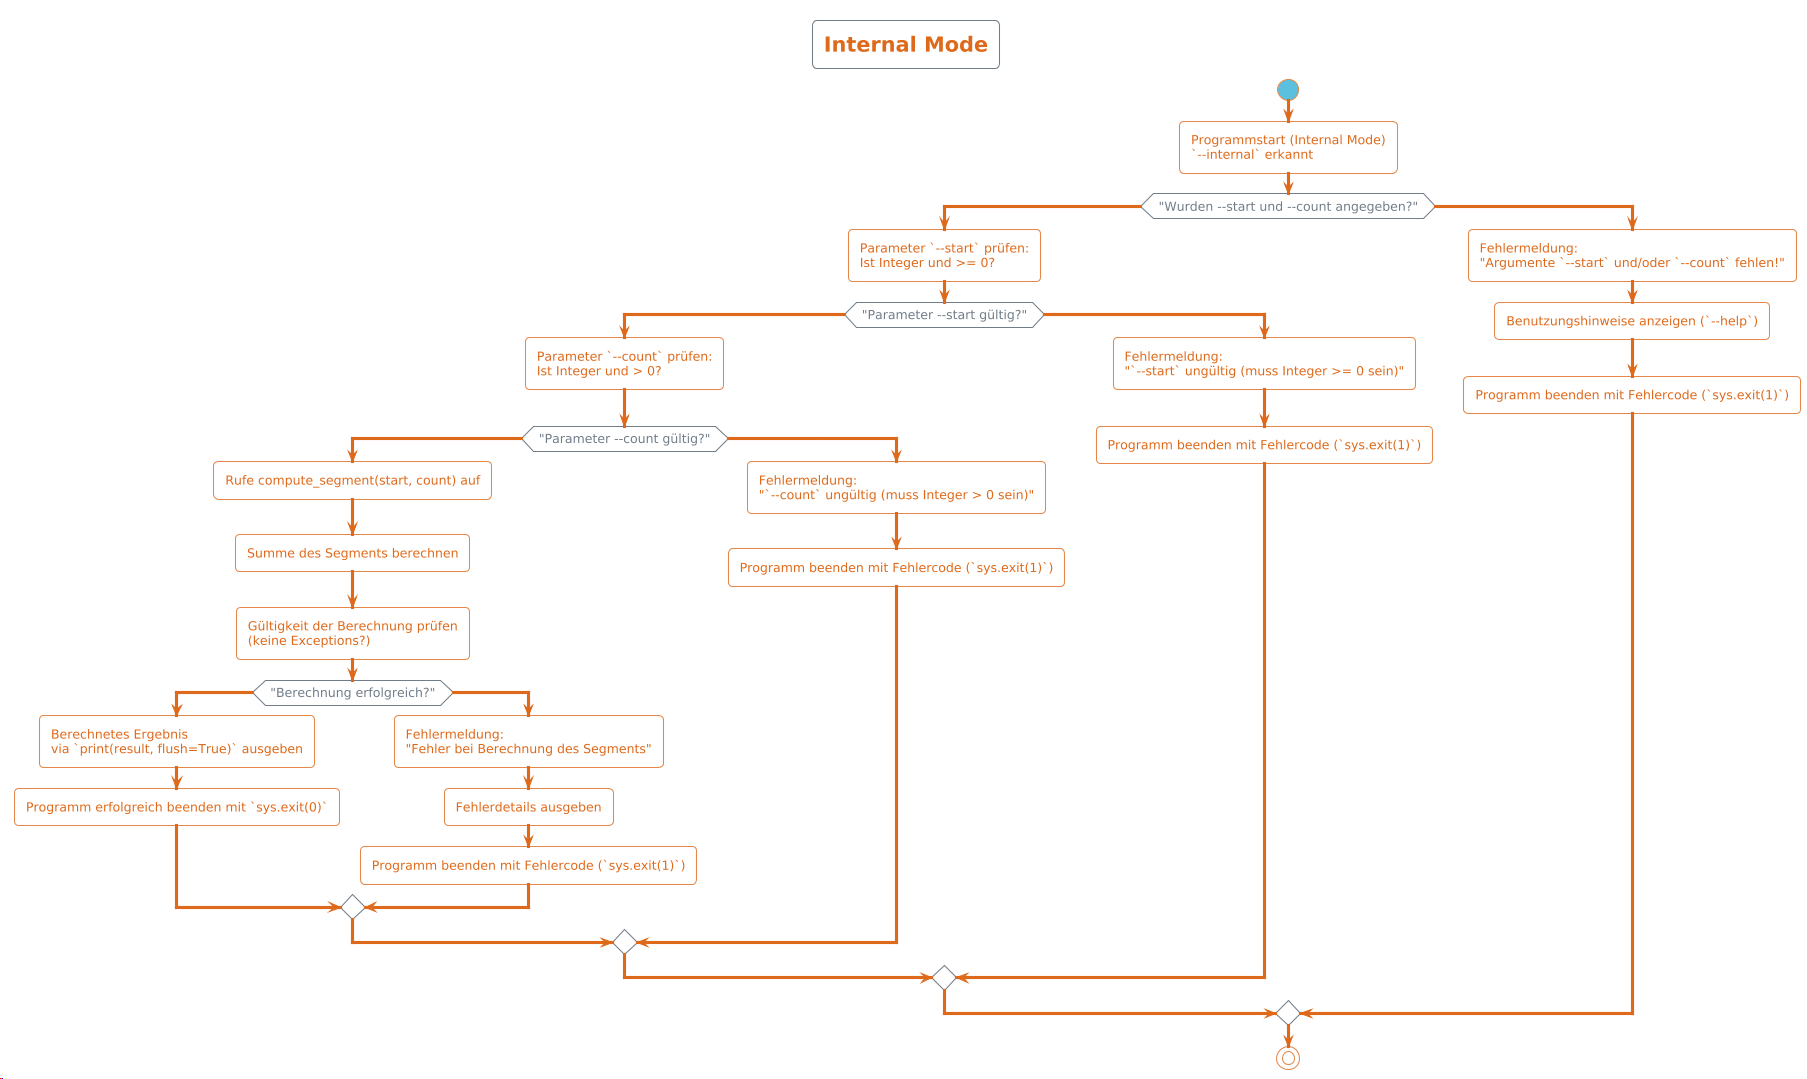 Internal Mode
Programmstart (Internal Mode)
`--internal` erkannt
"Wurden --start und --count angegeben?"
Parameter `--start` prüfen:
Ist Integer und >= 0?
Fehlermeldung:
"Argumente `--start` und/oder `--count` fehlen!"
"Parameter --start gültig?"
Benutzungshinweise anzeigen (`--help`)
Parameter `--count` prüfen:
Ist Integer und > 0?
Fehlermeldung:
"`--start` ungültig (muss Integer >= 0 sein)"
Programm beenden mit Fehlercode (`sys.exit(1)`)
"Parameter --count gültig?"
Programm beenden mit Fehlercode (`sys.exit(1)`)
Rufe compute_segment(start, count) auf
Fehlermeldung:
"`--count` ungültig (muss Integer > 0 sein)"
Summe des Segments berechnen
Programm beenden mit Fehlercode (`sys.exit(1)`)
Gültigkeit der Berechnung prüfen
(keine Exceptions?)
"Berechnung erfolgreich?"
Berechnetes Ergebnis
via `print(result, flush=True)` ausgeben
Fehlermeldung:
"Fehler bei Berechnung des Segments"
Programm erfolgreich beenden mit `sys.exit(0)`
Fehlerdetails ausgeben
Programm beenden mit Fehlercode (`sys.exit(1)`)